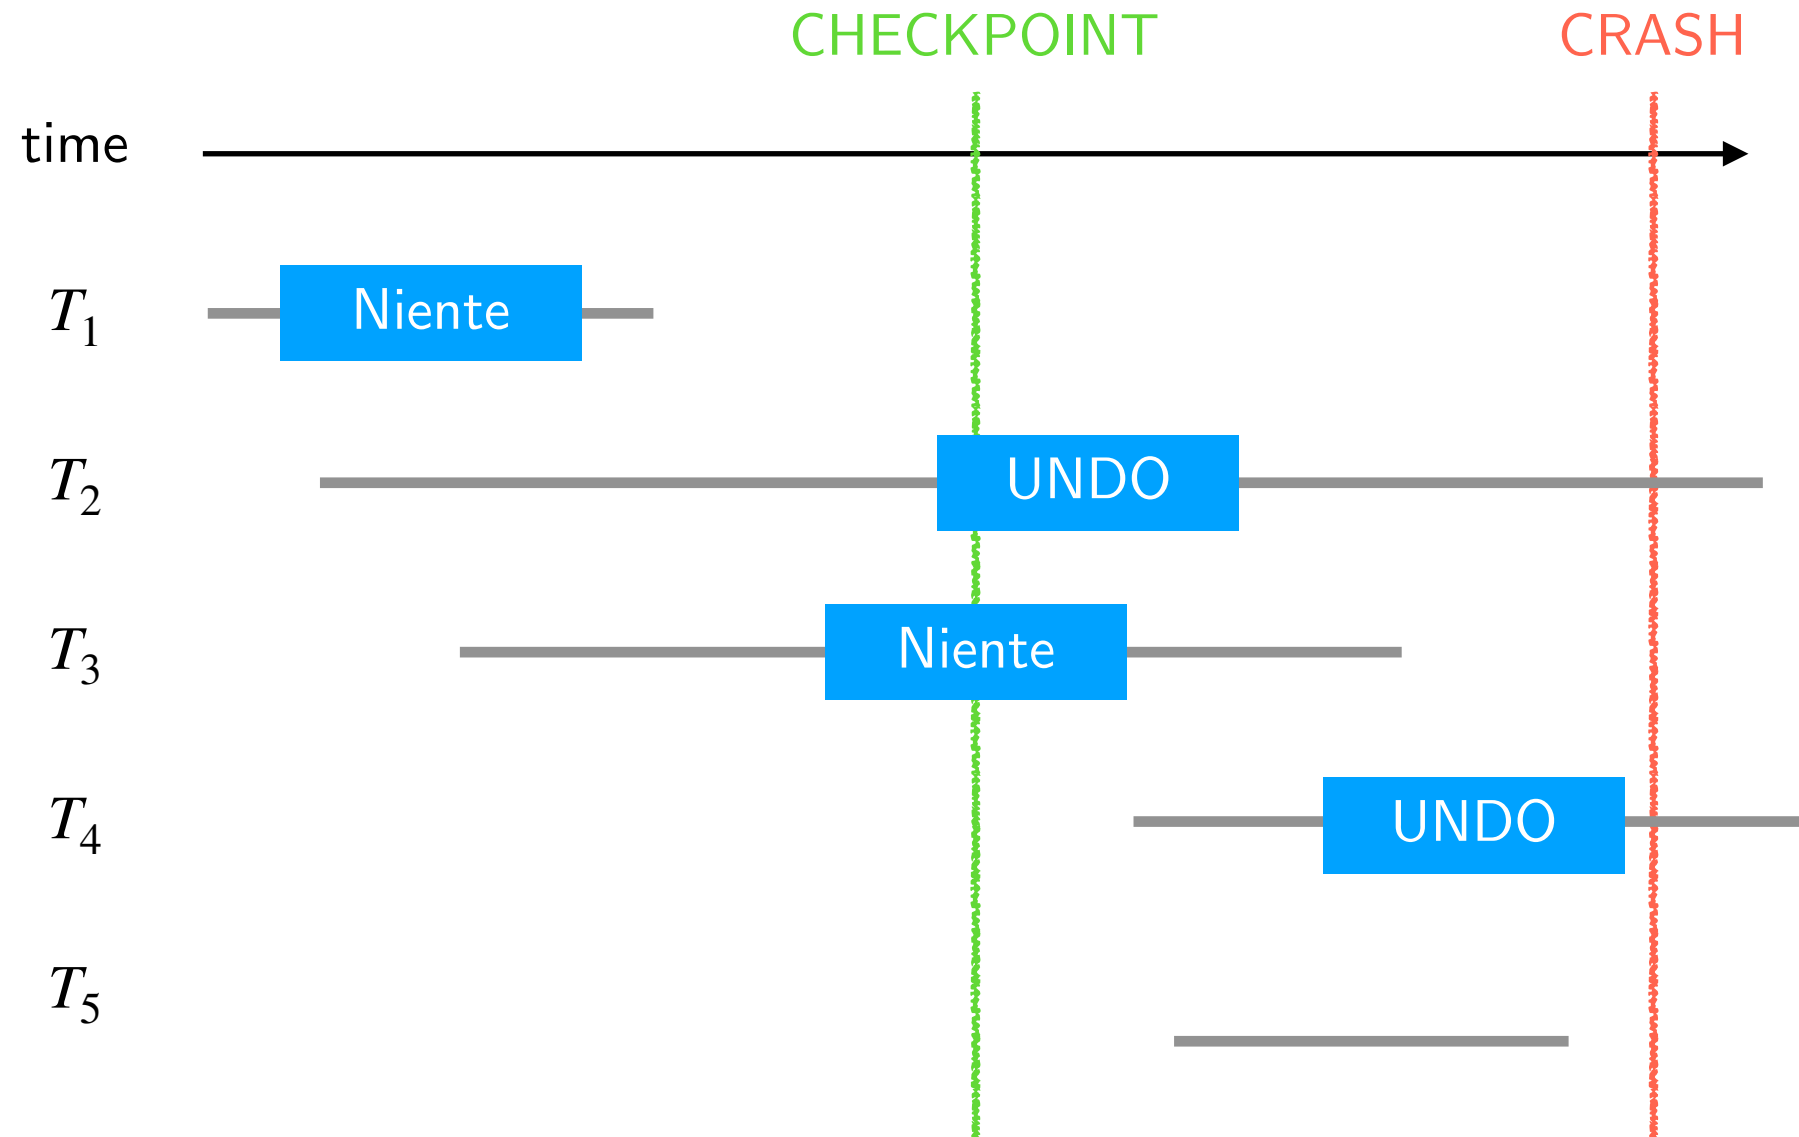 CHECKPOINT CRASH
time
T1 Niente
T2 UNDO
T3 Niente
T4 UNDO
T5